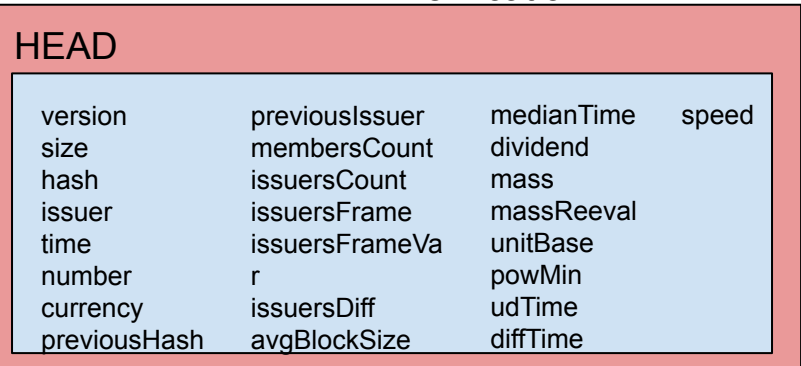 HEAD
version
size
hash
issuer
time
number
currency
previousHash
previousIssuer
membersCount
issuersCount
issuersFrame
issuersFrameVa
r
issuersDiff
avgBlockSize
medianTime
dividend
mass
massReeval
unitBase
powMin
udTime
diffTime
speed